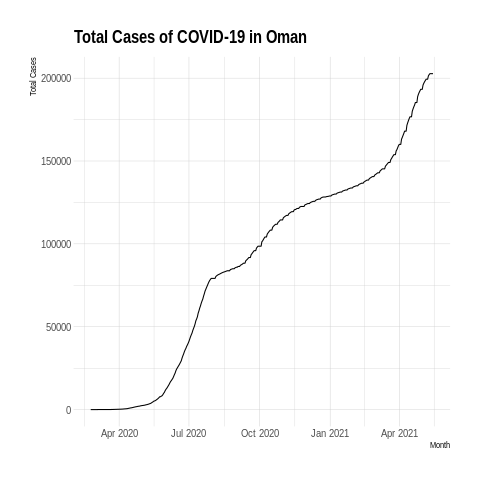 Total Cases of COVID-19 in Oman
Total Cases
200000
150000
100000
50000
0
Apr 2020 Jul 2020 Oct 2020 Jan 2021 Apr 2021
Month